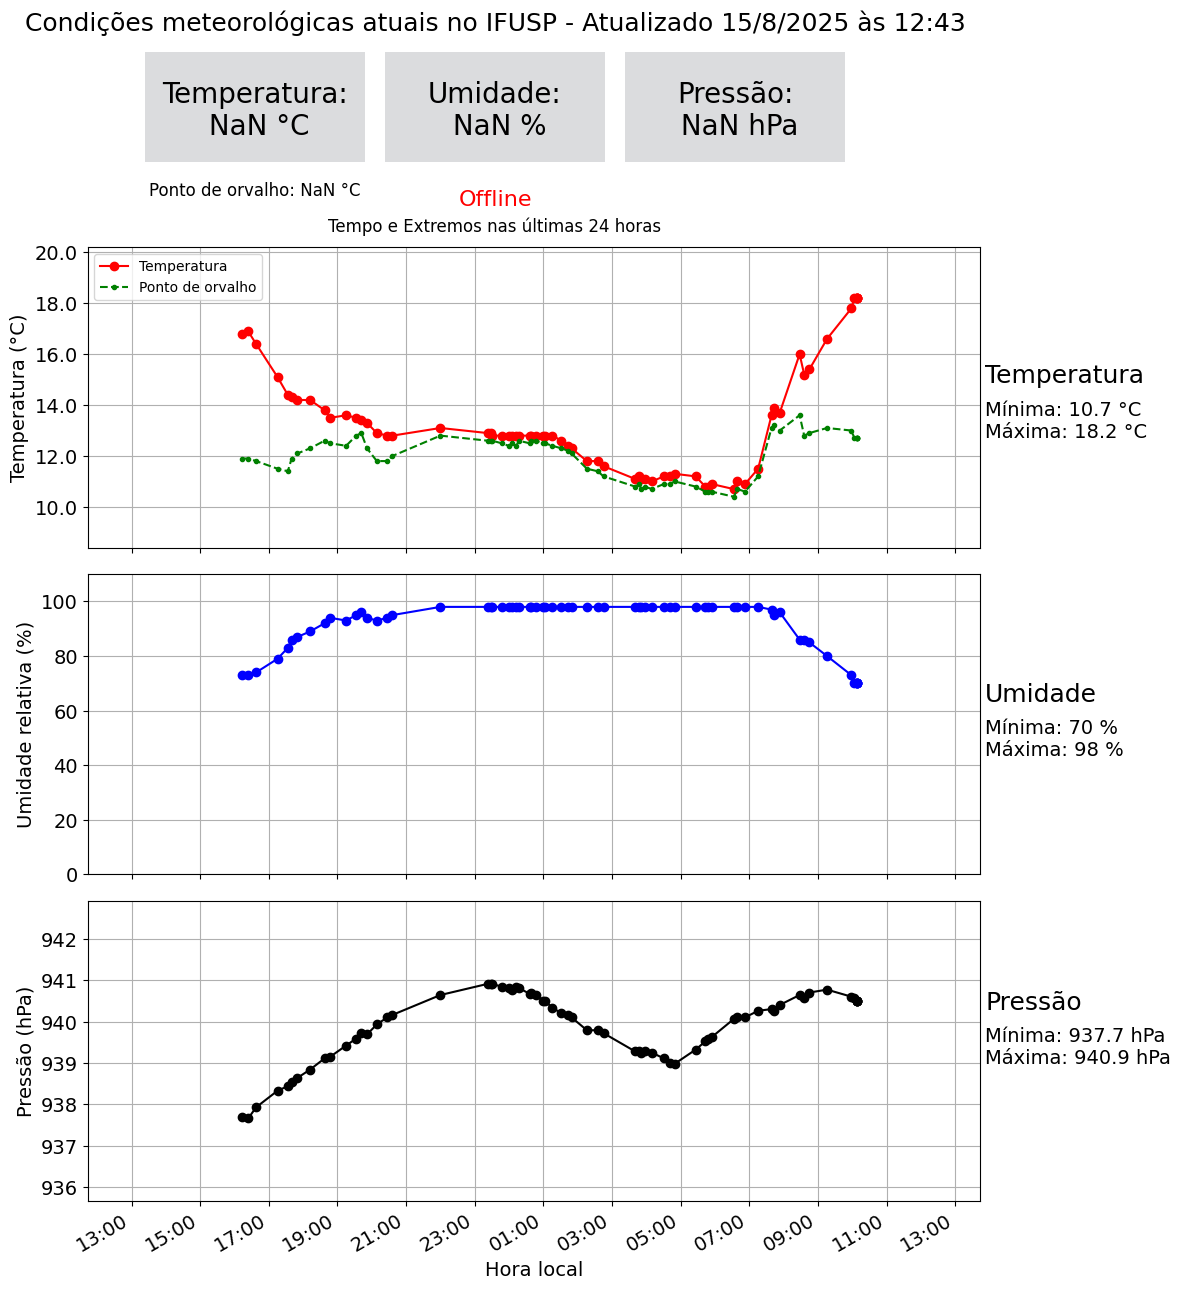 Condições meteorológicas atuais no IFUSP - Atualizado 15/8/2025 às 12:43
Temperatura:
NaN °C
Umidade:
NaN %
Pressão:
NaN hPa
Ponto de orvalho: NaN °C
Offline
Tempo e Extremos nas últimas 24 horas
Temperatura (°C)
20.0
18.0
16.0
14.0
12.0
10.0
Temperatura
Ponto de orvalho
Temperatura
Mínima: 10.7 °C
Máxima: 18.2 °C
Umidade relativa (%)
100
80
60
40
20
0
Umidade
Mínima: 70 %
Máxima: 98 %
Pressão (hPa)
942
941
940
939
938
937
936
Pressão
Mínima: 937.7 hPa
Máxima: 940.9 hPa
13:00 15:00 17:00 19:00 21:00 23:00 01:00 03:00 05:00 07:00 09:00 11:00 13:00
Hora local